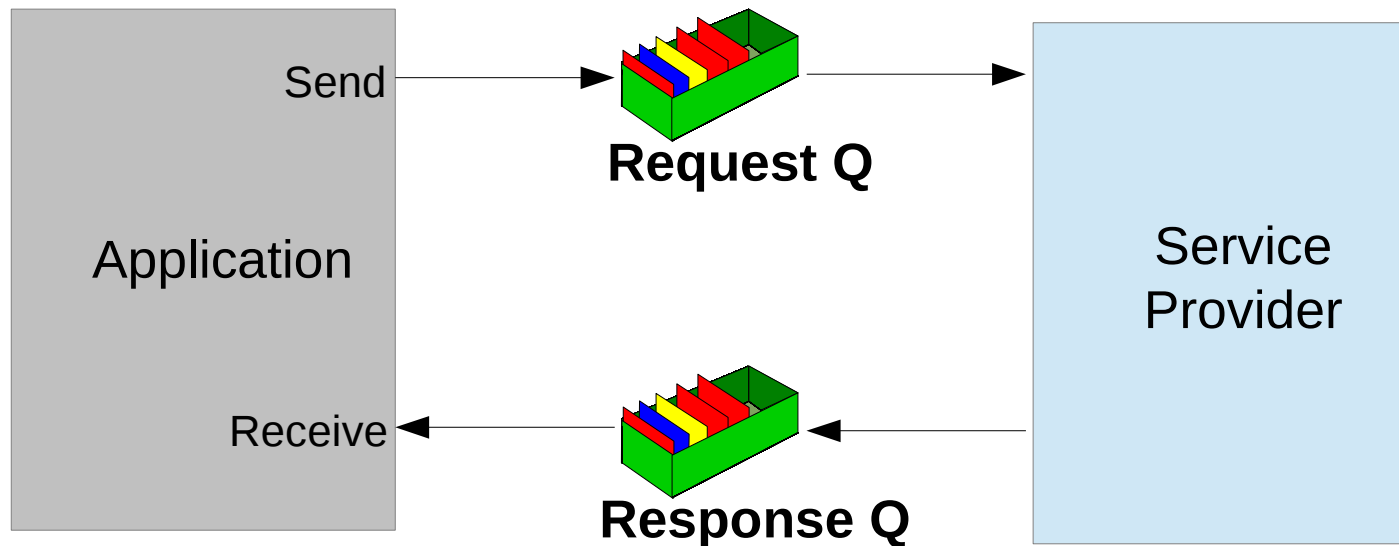 Send
Request Q
Application
Service
Provider
Receive
Response Q